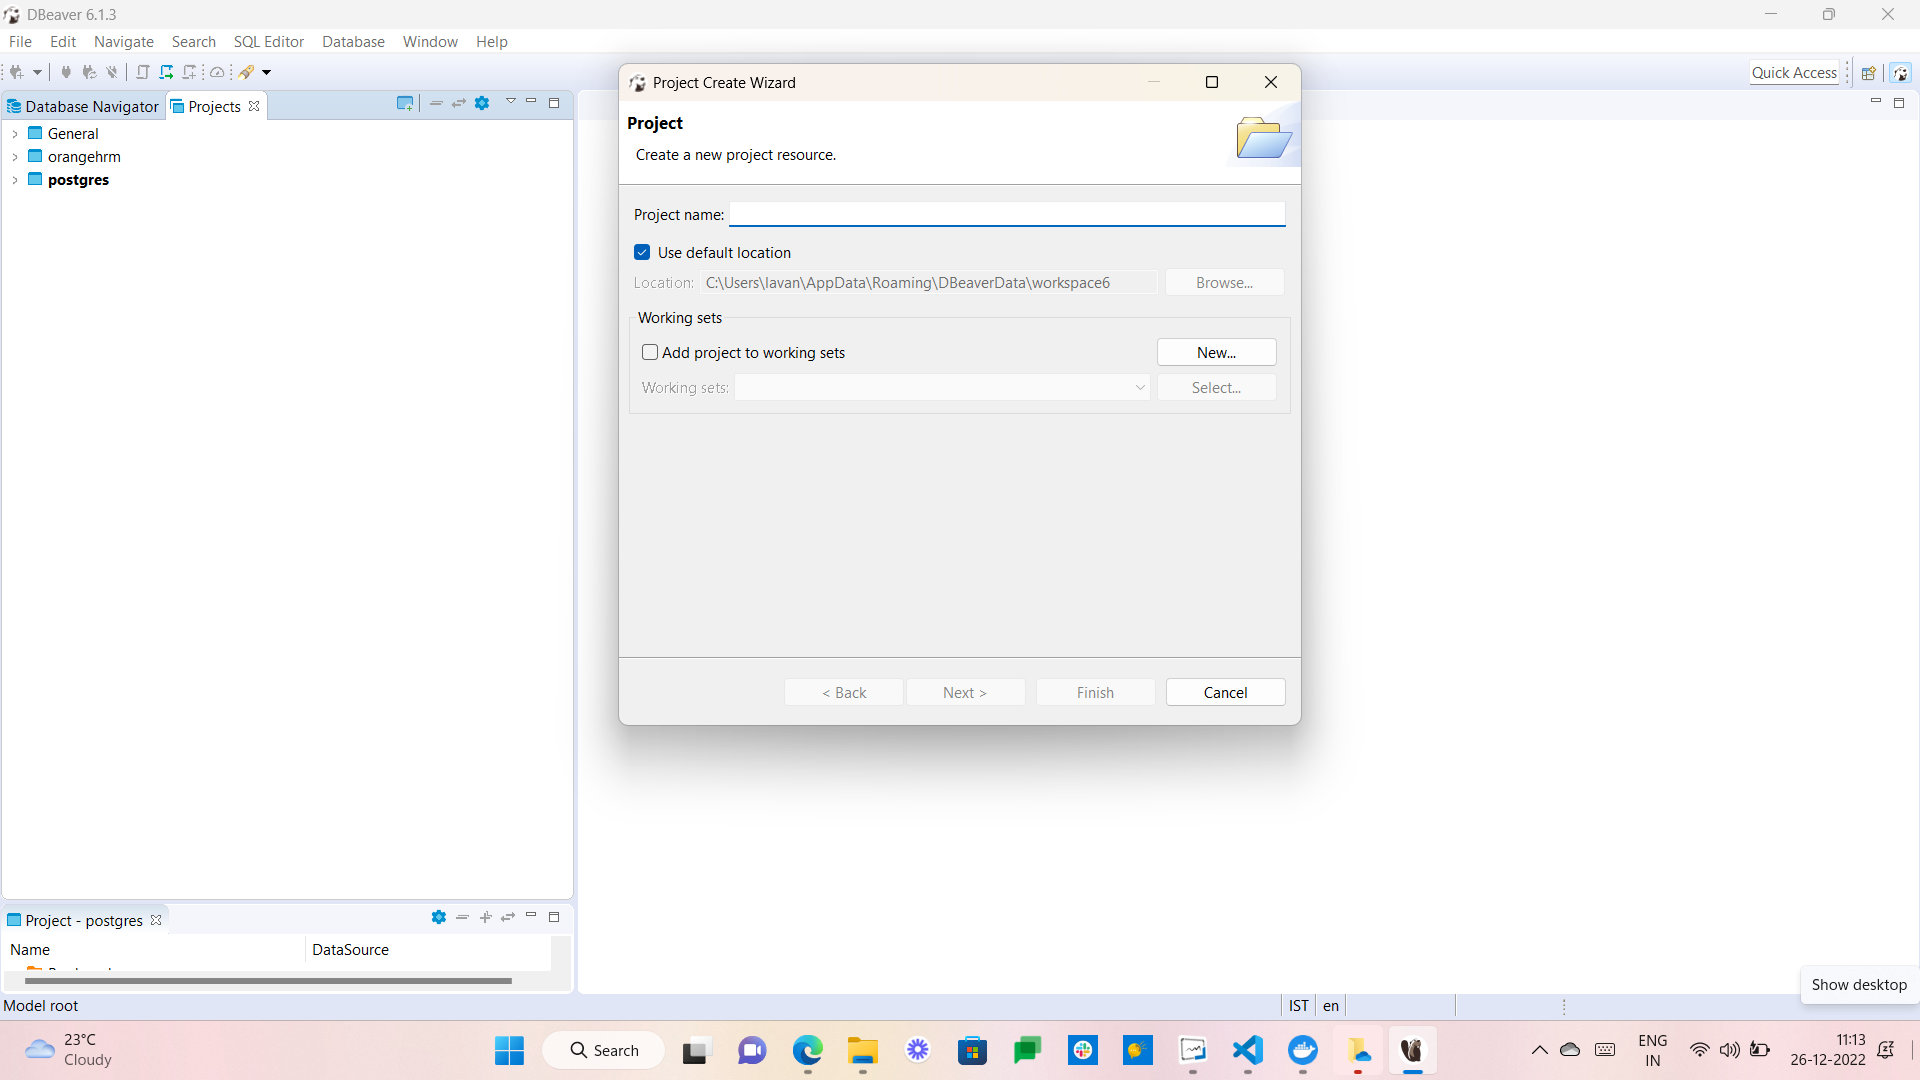 DBeaver 6.1.3
File Edit Navigate Search SQL Editor Database Window Help
Quick Access
Database Navigator
Projects
General
orangehrm
postgres
Project Create Wizard
Project
Create a new project resource.
Project name:
Use default location
Location: C:\Users\lavan\AppData\Roaming\DBeaverData\workspace6 Browse...
Working sets
Add project to working sets New...
Working sets: Select...
< Back Next > Finish Cancel
Project - postgres
Name DataSource
Model root
IST en
Show desktop
23°C
Cloudy
Search
ENG
IN
11:13
26-12-2022